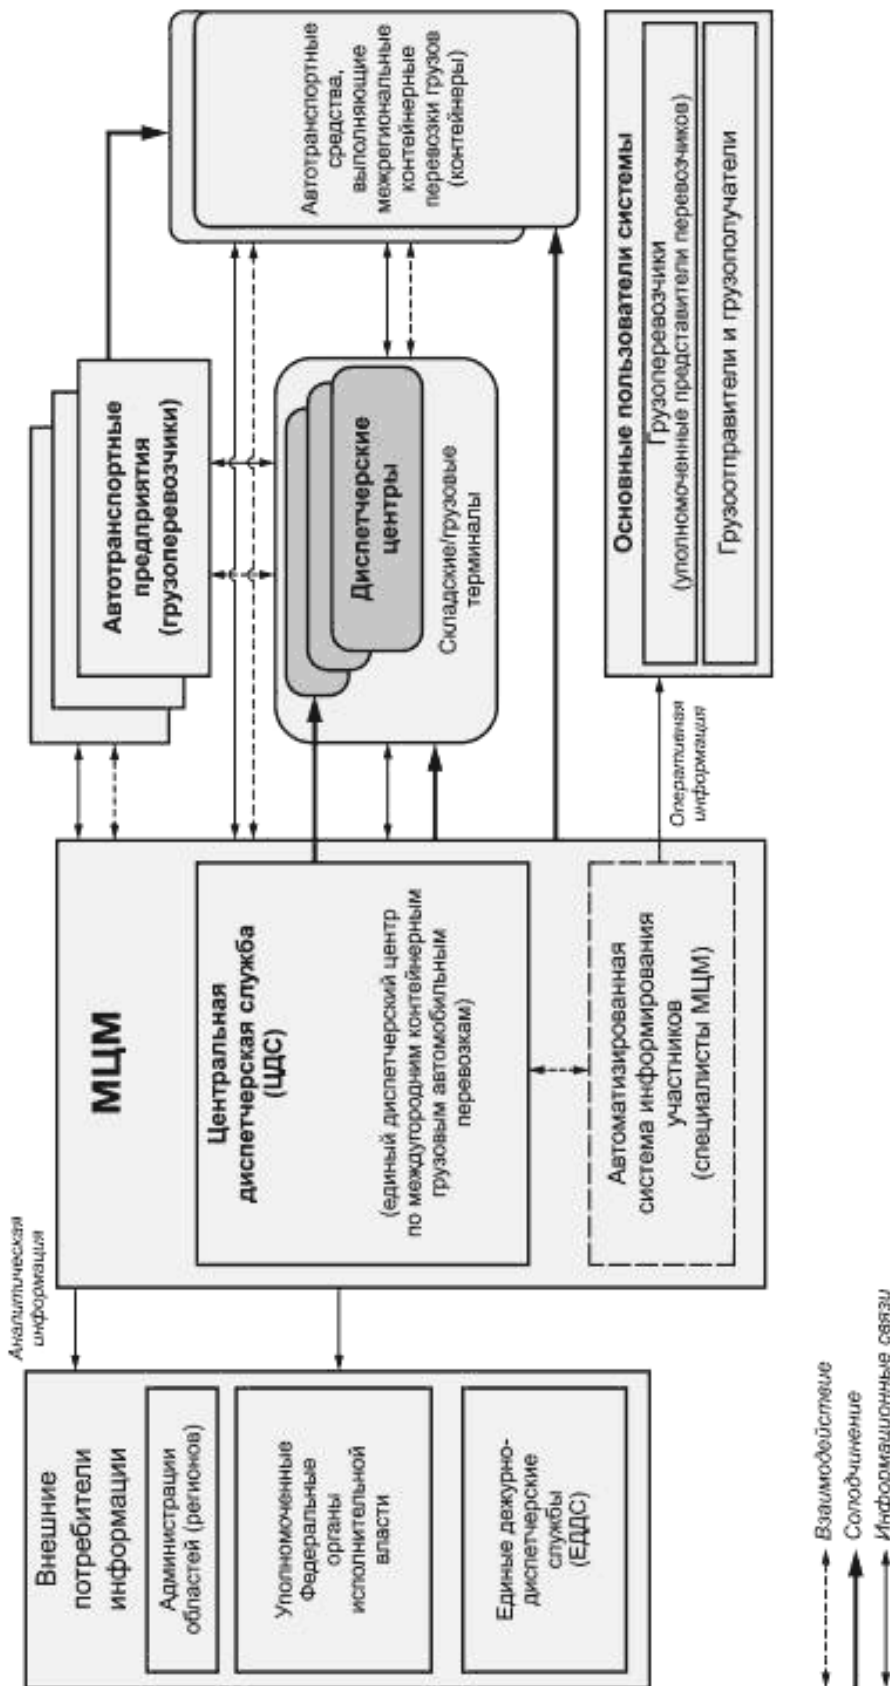 Внешние
потребители
информации
Администрации
областей (регионов)
Уполномоченные
Федеральные
органы
исполнительной
власти
Единые дежурно-
диспетчерские
службы
(ЕДДС)
Аналитическая
информация
МЦМ
Центральная
диспетчерская служба
(ЦДС)
(единый диспетчерский центр
по междугородним контейнерным
грузовым автомобильным
перевозкам)
Автоматизированная
система информирования
участников
(специалисты МЦМ)
Оперативная
информация
Автотранспортные
предприятия
(грузоперевозчики)
Диспетчерские
центры
Складские/грузовые
терминалы
Автотранспортные
средства,
выполняющие
межрегиональные
контейнерные
перевозки грузов
(контейнеры)
Основные пользователи системы
Грузоперевозчики
(уполномоченные представители перевозчиков)
Грузоотправители и грузополучатели
Взаимодействие
Соподчинение
Информационные связи